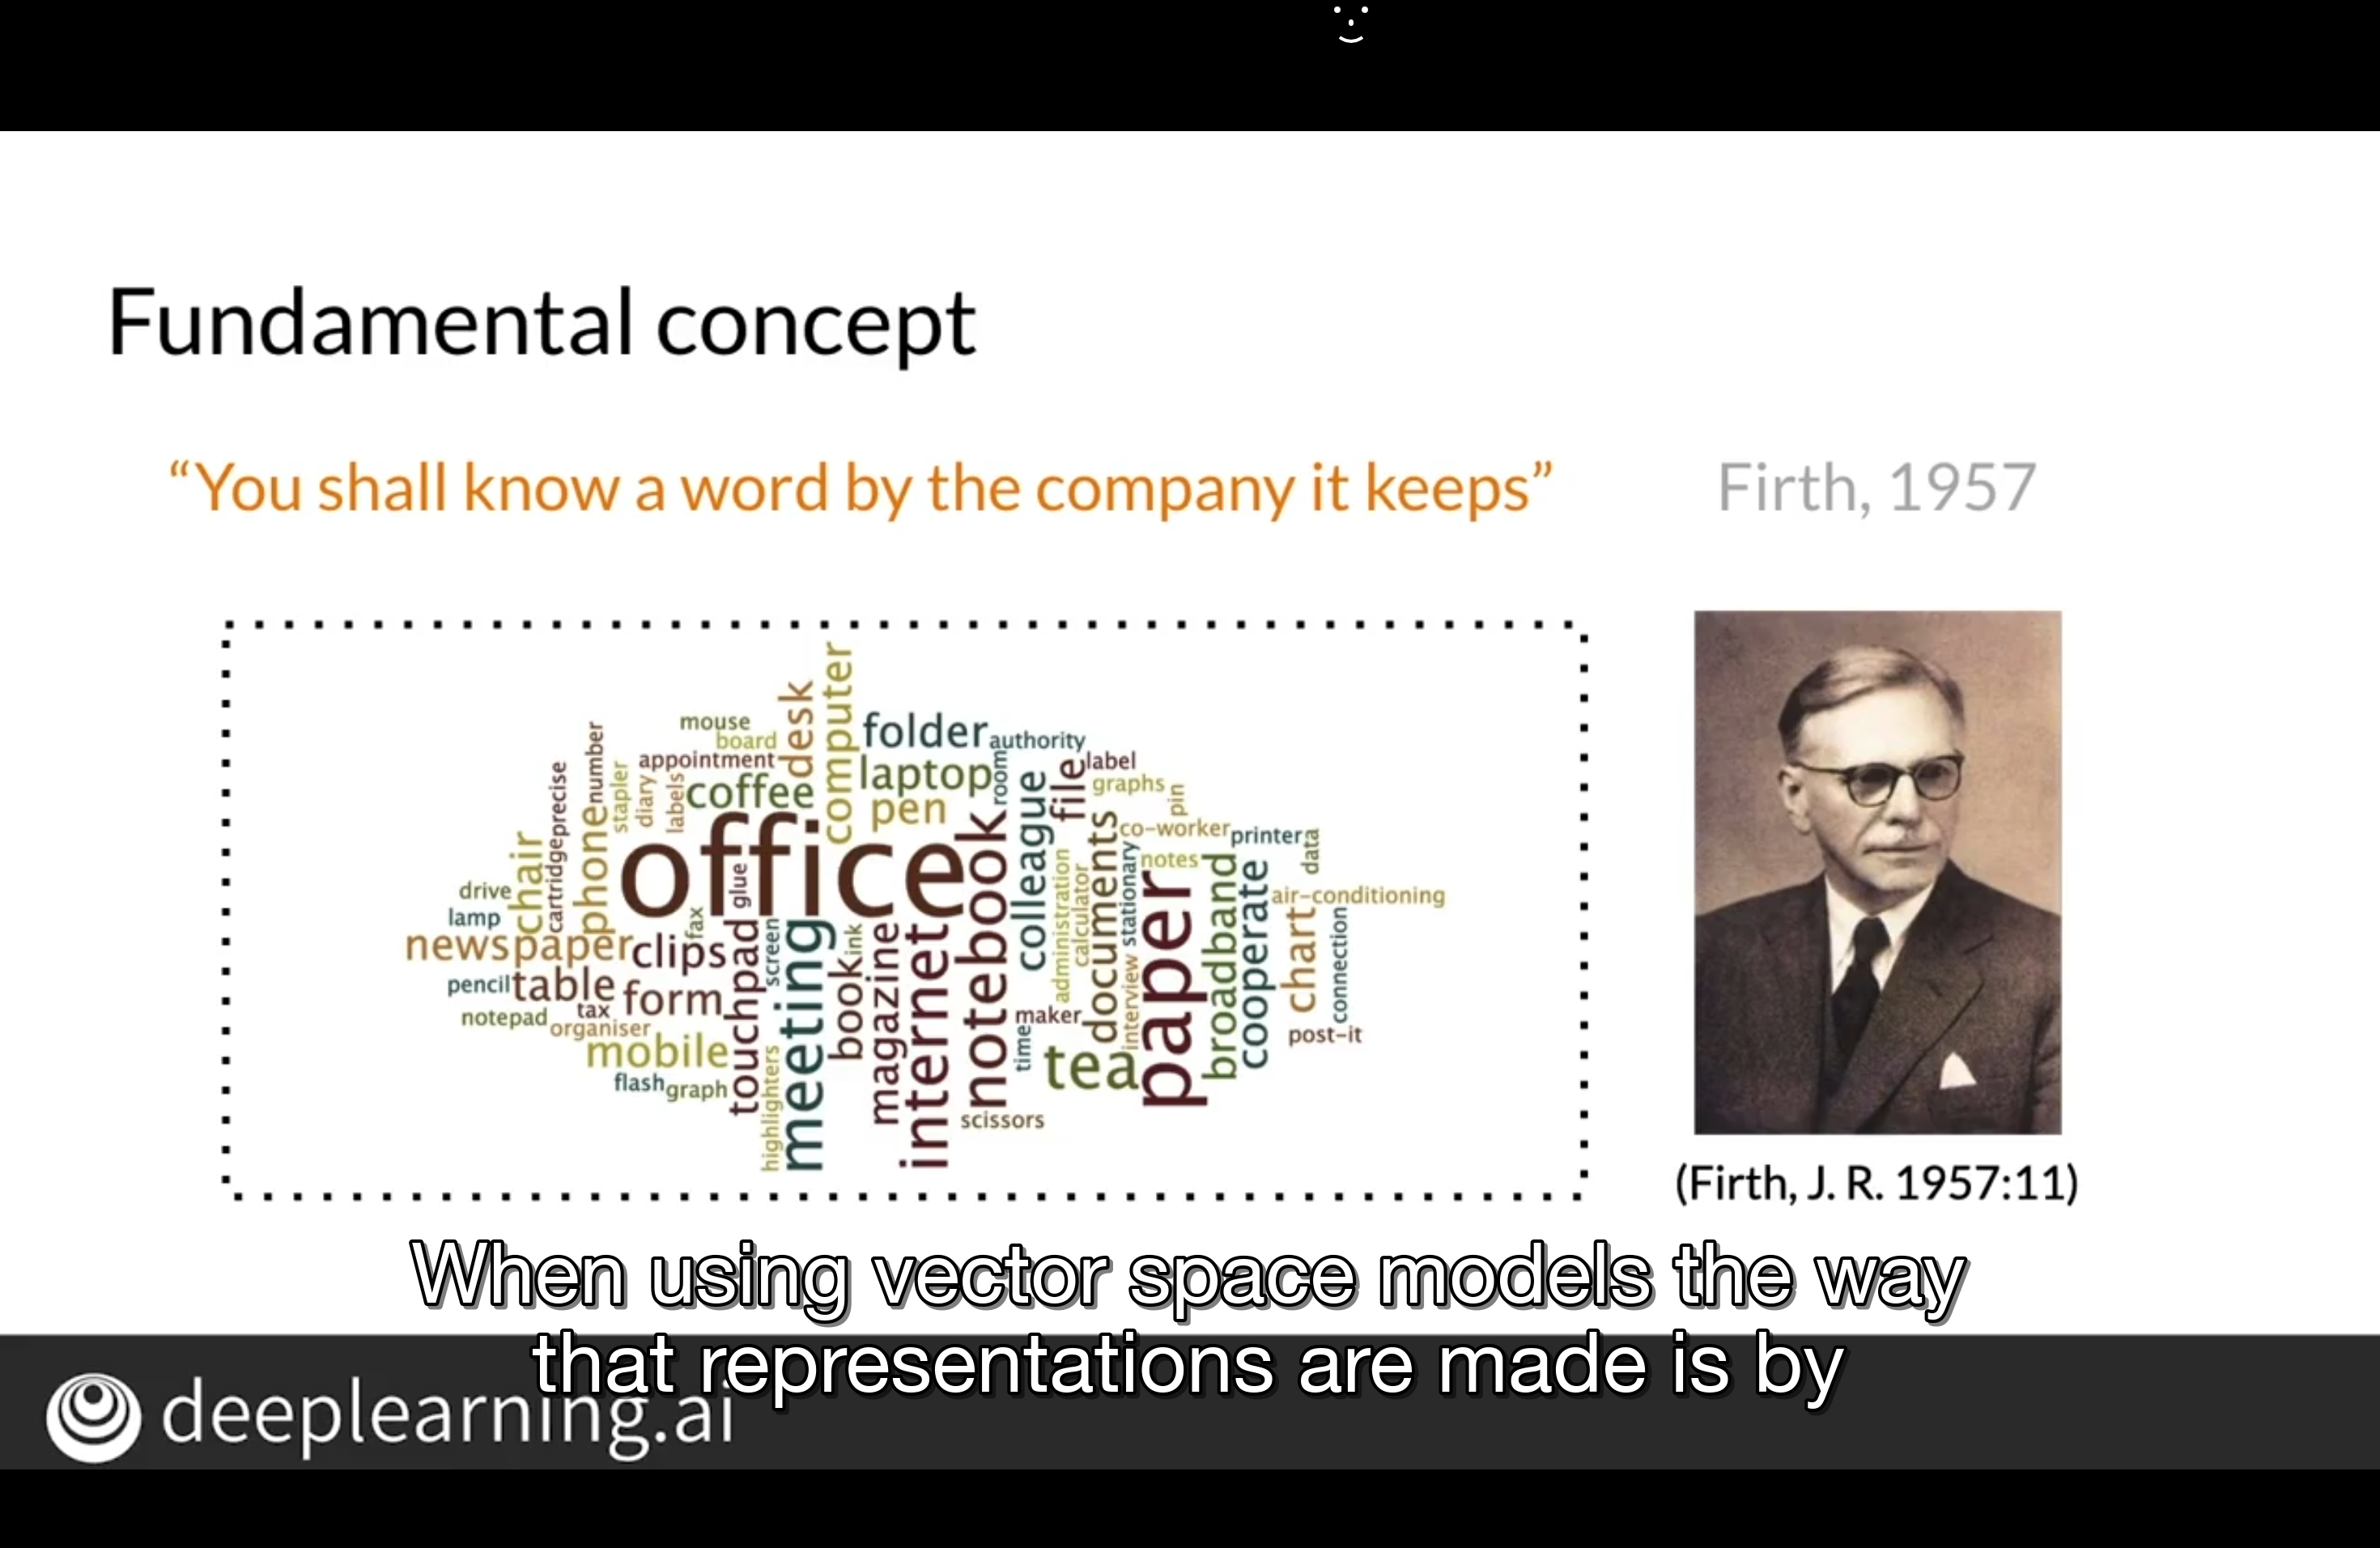 Fundamental concept
“You shall know a word by the company it keeps”
Firth, 1957
computer
desk
mouse
board
folder
authority
number
appointment
label
precise
stapler
diary
labels
coffee
laptop
room
file
graphs
pin
pen
colleague
co-worker
printer
data
chair
cartridge
phone
office
glue
notebook
administration
calculator
documents
stationary
notes
paper
broadband
cooperate
air-conditioning
drive
lamp
fax
newspaper
clips
touchpad
screen
meeting
ink
book
magazine
internet
interview
chart
connection
pencil
table
form
tax
notepad
organiser
maker
time
tea
post-it
mobile
flash
graph
highlighters
scissors
(Firth, J. R. 1957:11)
When using vector space models the way
that representations are made is by
deeplearning.ai